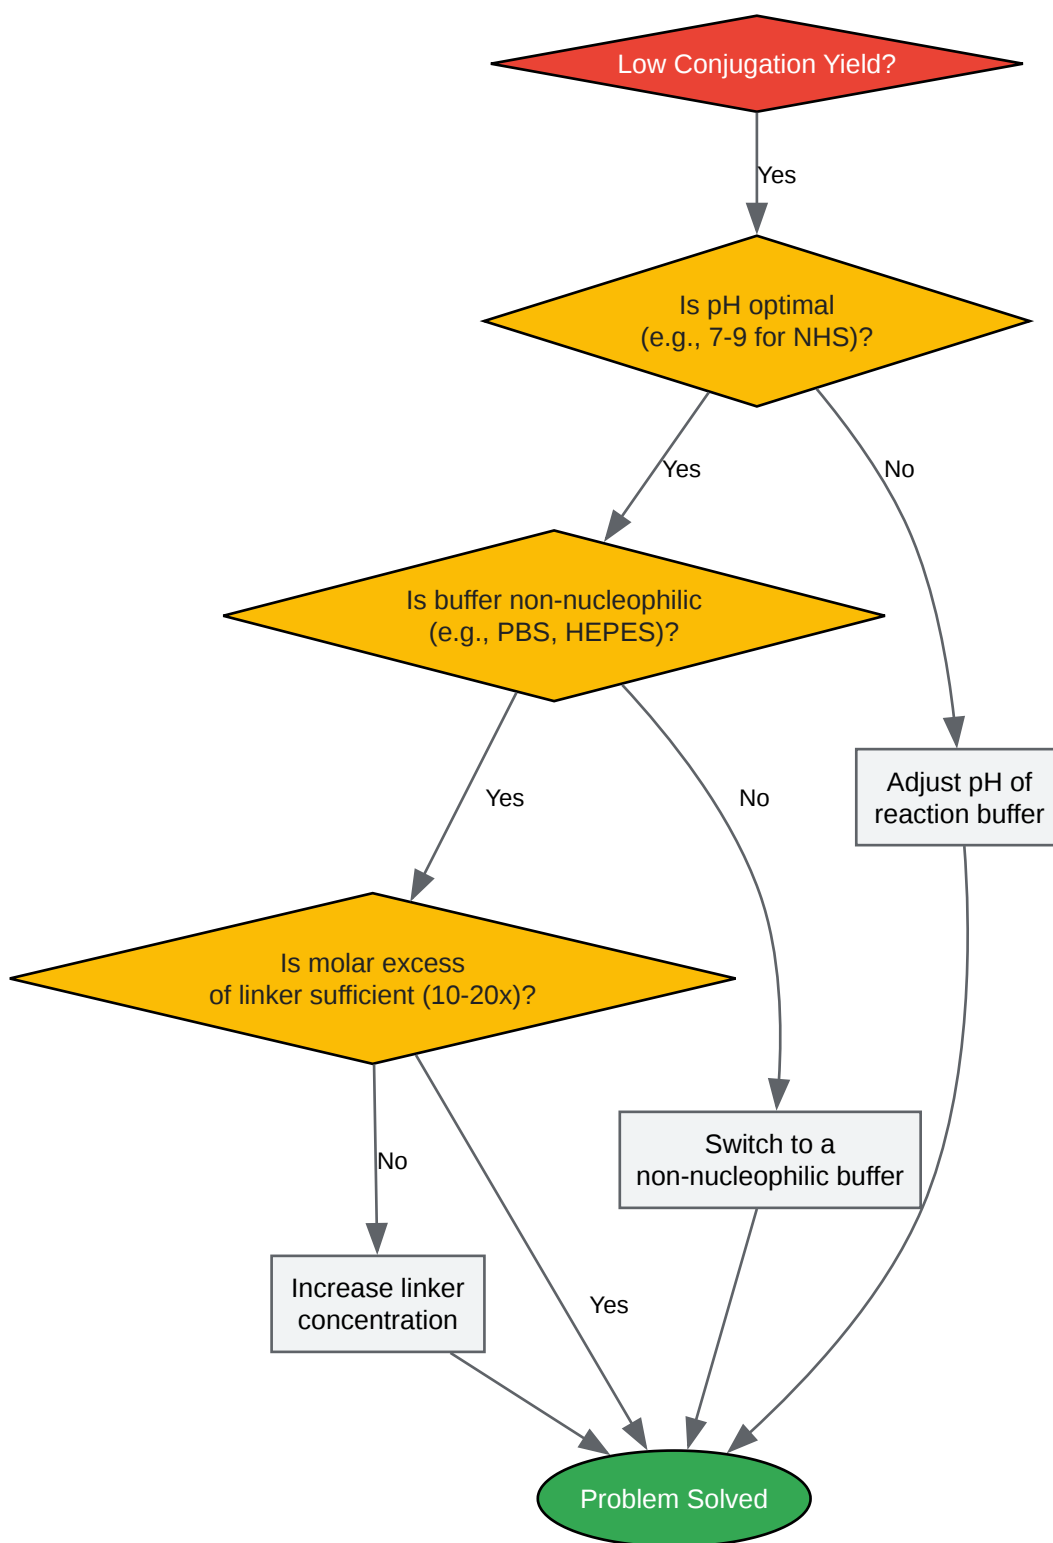 Low Conjugation Yield?
Yes
Is pH optimal
(e.g., 7-9 for NHS)?
Yes
No
Is buffer non-nucleophilic
(e.g., PBS, HEPES)?
Yes
No
Adjust pH of
reaction buffer
Is molar excess
of linker sufficient (10-20x)?
No
Switch to a
non-nucleophilic buffer
Increase linker
concentration
Yes
Problem Solved